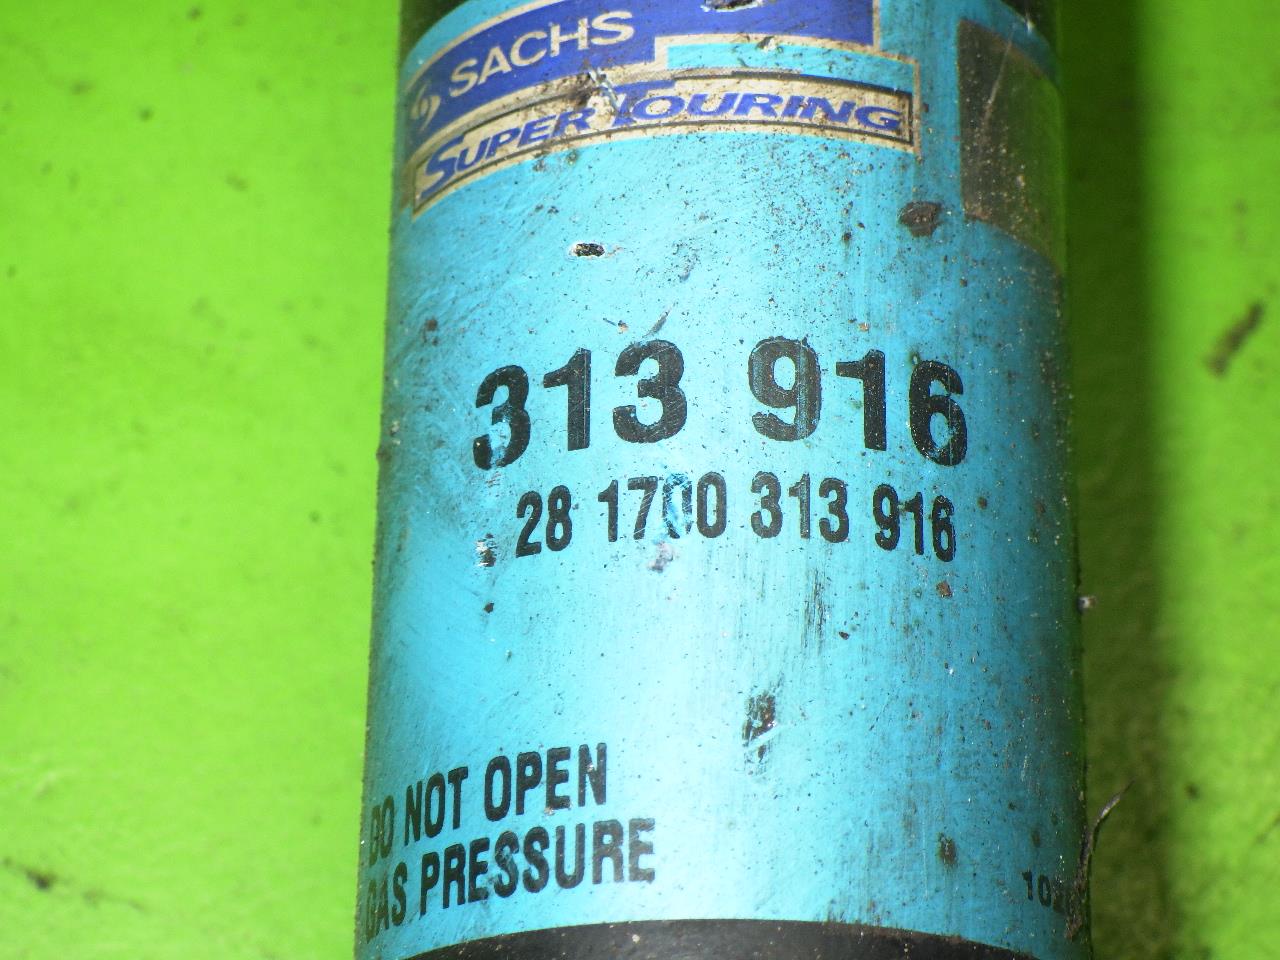 SACHS
SUPER TOURING
313 916
28 1700 313 916
DO NOT OPEN
GAS PRESSURE